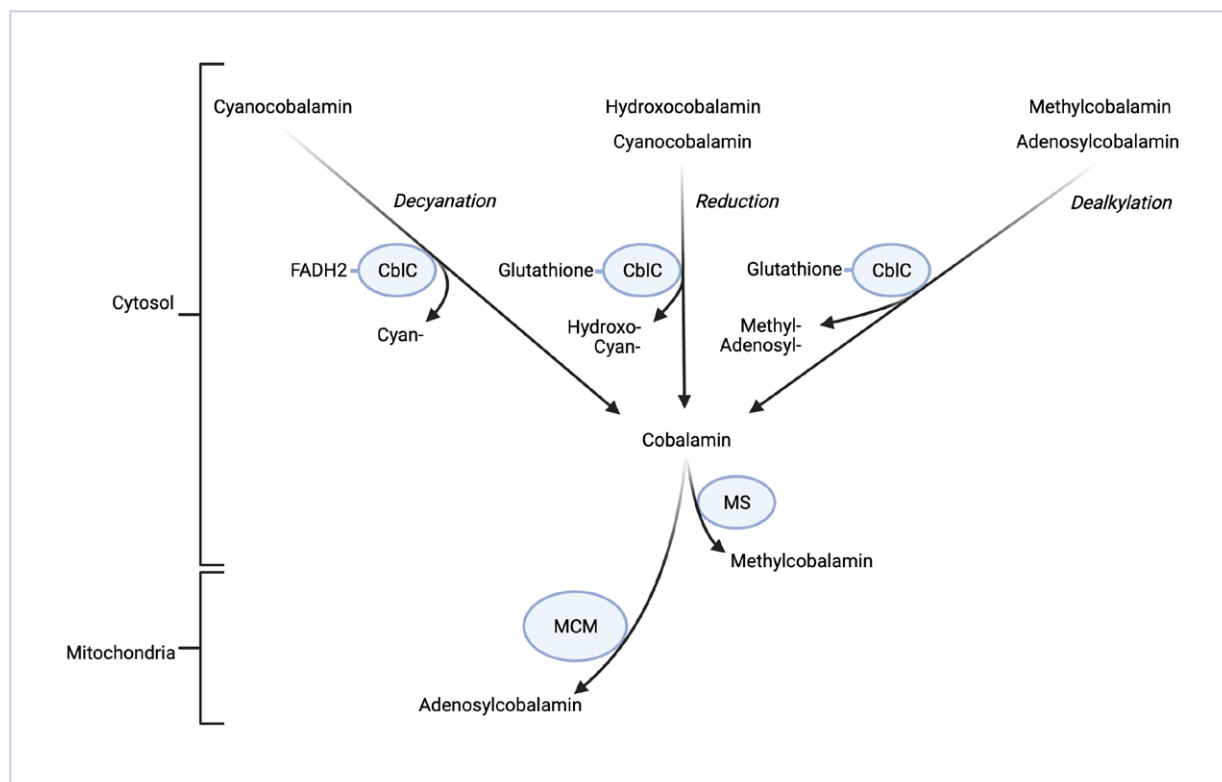 Cyanocobalamin
Hydroxocobalamin
Cyanocobalamin
Methylcobalamin
Adenosylcobalamin
Decyanation
Reduction
Dealkylation
FADH2
CblC
Glutathione
CblC
Glutathione
CblC
Cytosol
Cyan-
Hydroxo-
Cyan-
Methyl-
Adenosyl-
Cobalamin
MS
Methylcobalamin
MCM
Mitochondria
Adenosylcobalamin